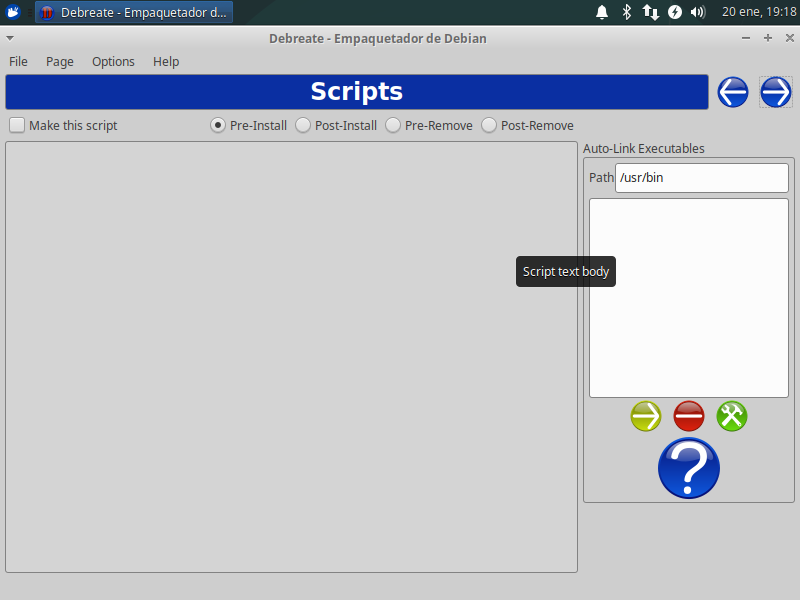 Debreate - Empaquetador d...
20 ene, 19:18
Debreate - Empaquetador de Debian
File Page Options Help
Scripts
Make this script
Pre-Install Post-Install Pre-Remove Post-Remove
Auto-Link Executables
Path /usr/bin
Script text body